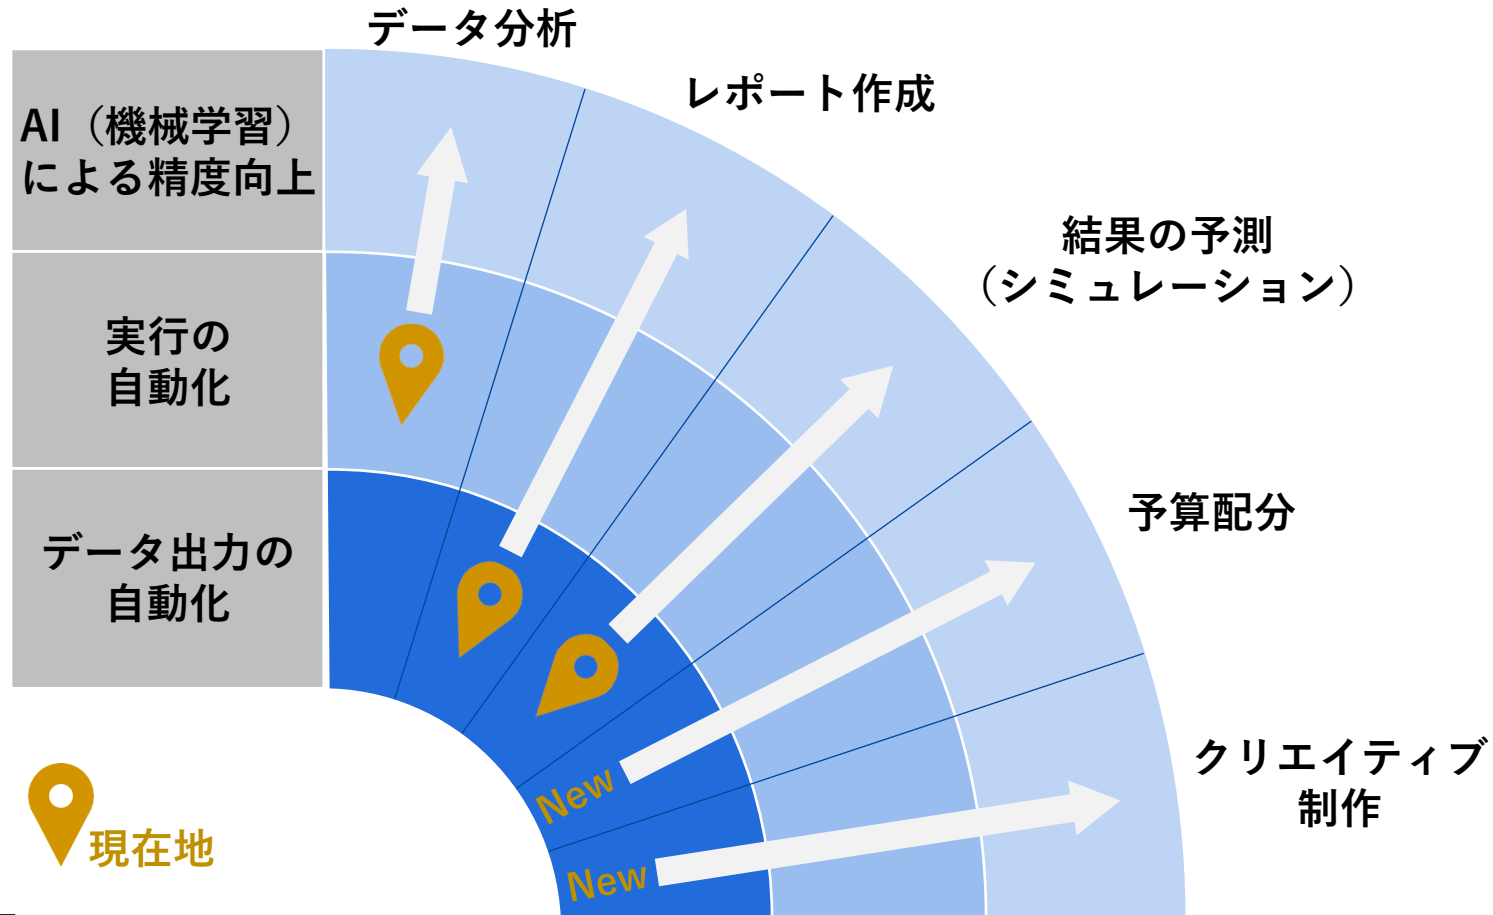 データ分析
レポート作成
AI（機械学習）
による精度向上
結果の予測
（シミュレーション）
実行の
自動化
予算配分
データ出力の
自動化
クリエイティブ
制作
New
New
現在地